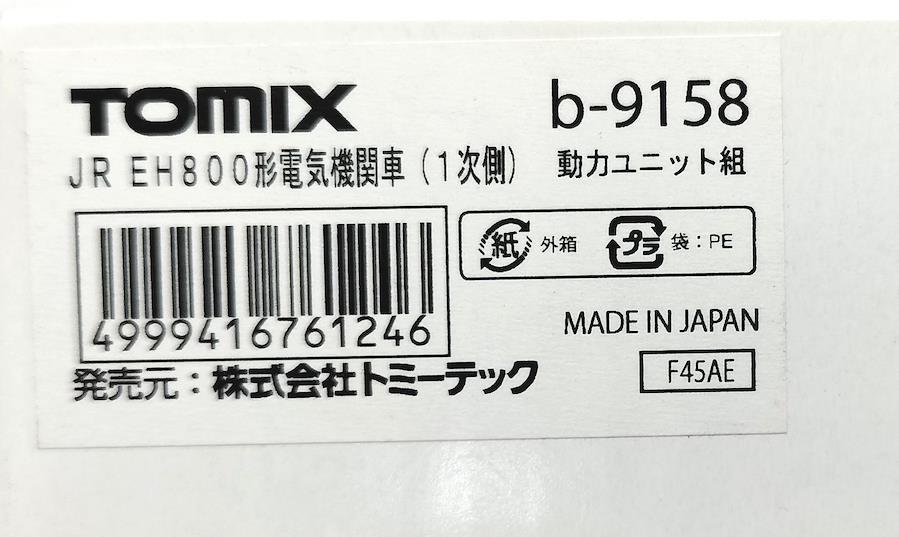 TOMIX
b-9158
JR EH800形電気機関車（1次側）
動力ユニット組
紙 外箱 プラ 袋：PE
4999416761246
MADE IN JAPAN
発売元：株式会社トミーテック
F45AE